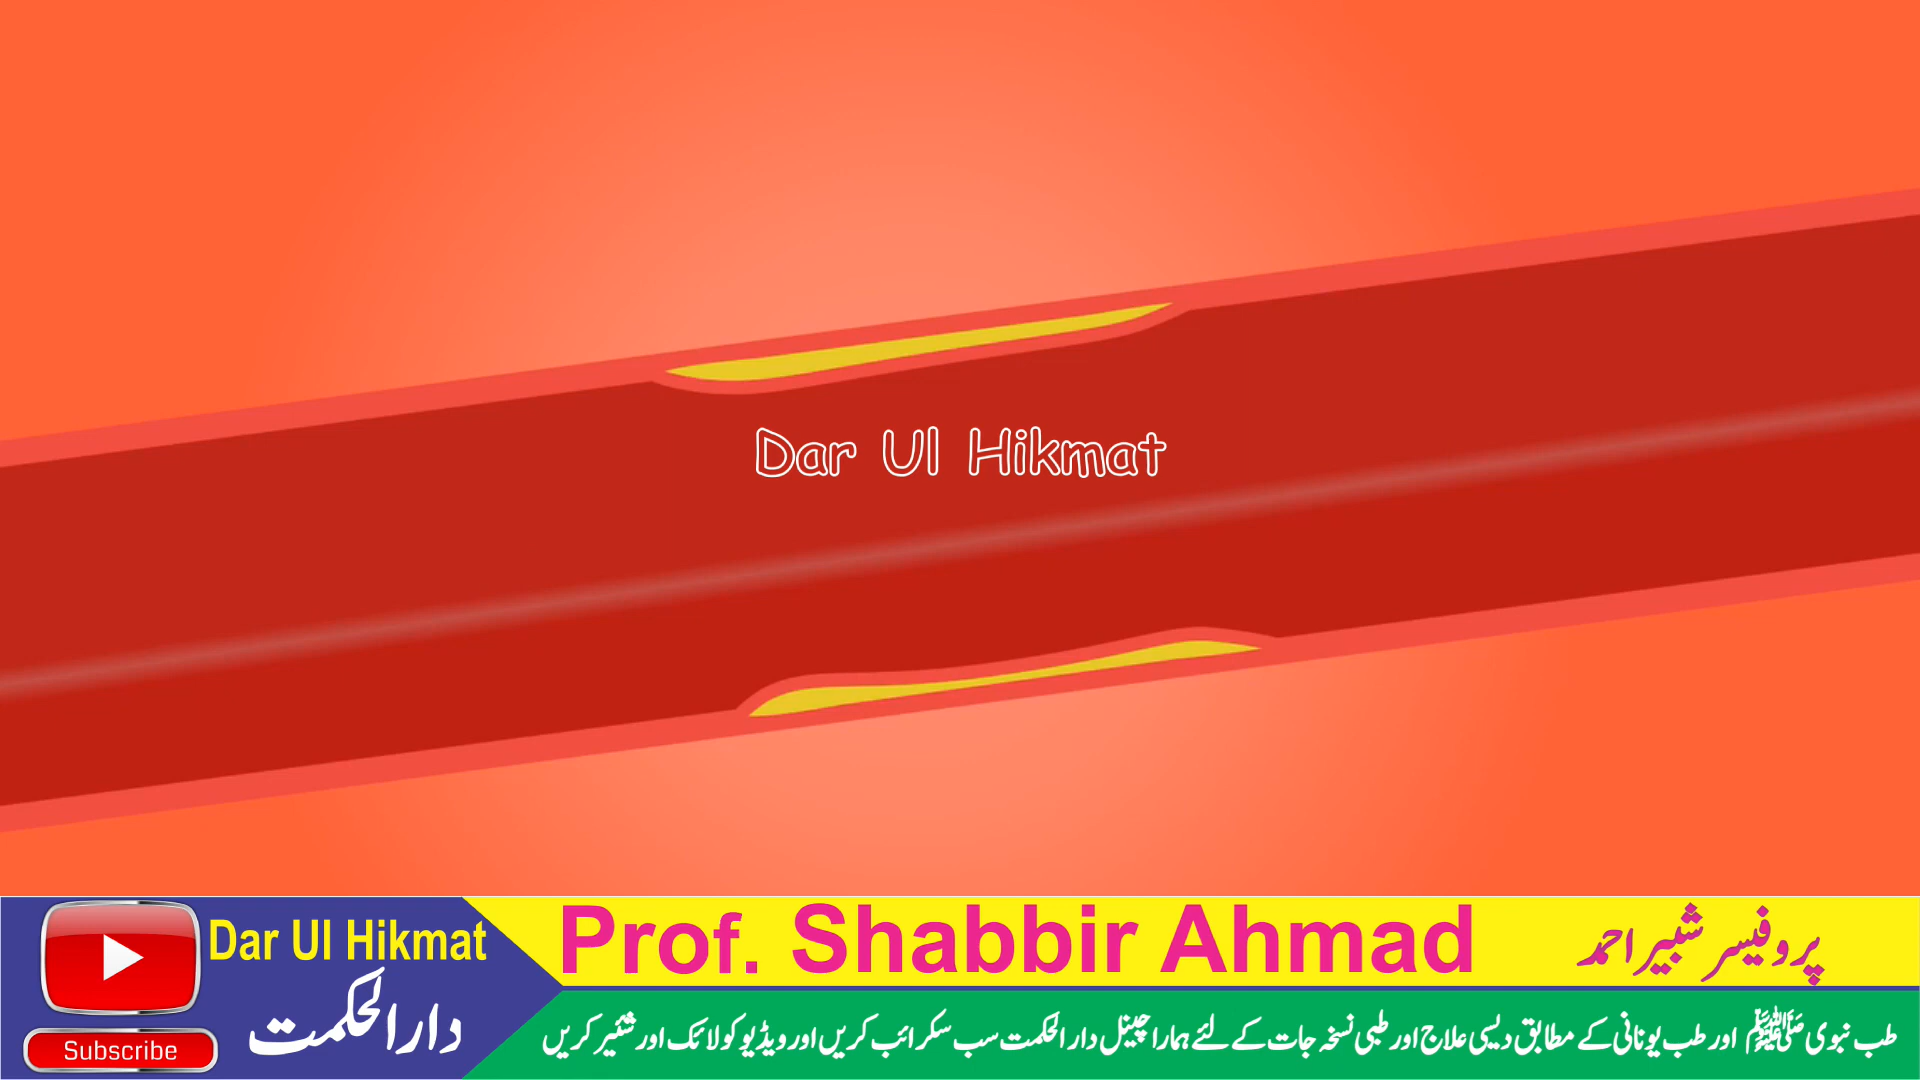 Dar Ul Hikmat
Dar Ul Hikmat
دارالحکمت
Subscribe
Prof. Shabbir Ahmad
پروفیسر شبیر احمد
طب نبوی ﷺ اور طب یونانی کے مطابق دیسی علاج اور طبی نسخہ جات کے لئے ہمارا چینل دارالحکمت سب سکرائب کریں اور ویڈیو کو لائک اور شئیر کریں